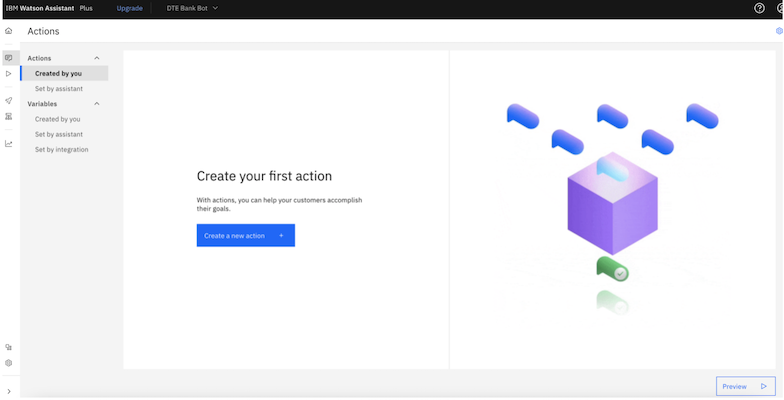 IBM Watson Assistant Plus Upgrade DTE Bank Bot
Actions
Actions
Created by you
Set by assistant
Variables
Created by you
Set by assistant
Set by integration
Create your first action
With actions, you can help your customers accomplish
their goals.
Create a new action +
Preview